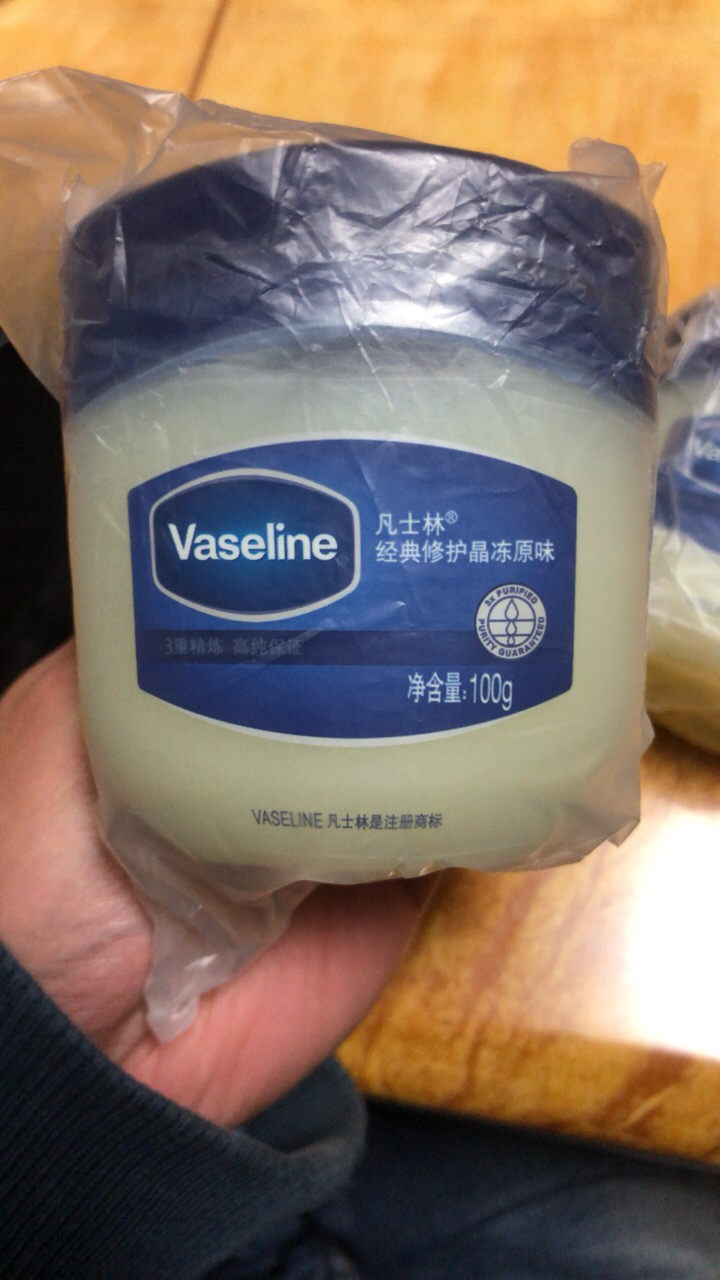 Vaseline
凡士林®
经典修护晶冻原味
3x PURIFIED
PURITY GUARANTEED
3重精炼 高纯保证
净含量:100g
VASELINE 凡士林是注册商标
Va